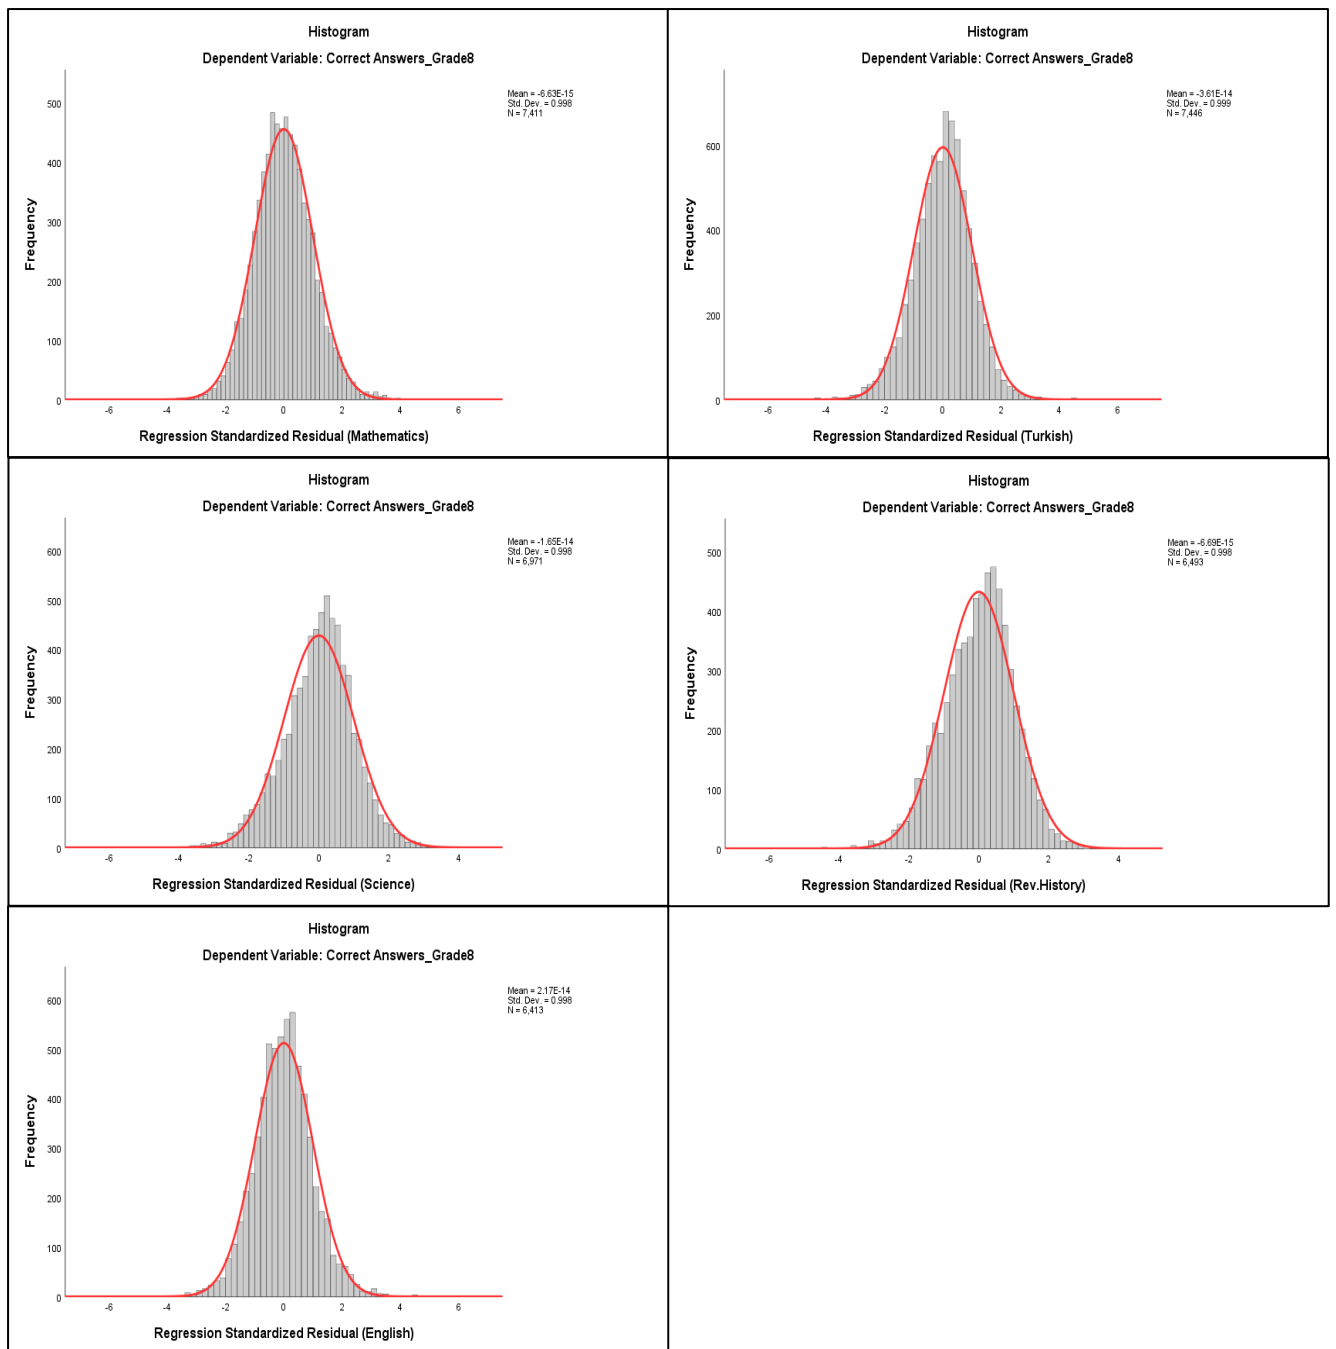 Histogram
Dependent Variable: Correct Answers_Grade8
Mean = -6.63E-15
Std. Dev. = 0.998
N = 7,411
Frequency
500
400
300
200
100
0
-6 -4 -2 0 2 4 6
Regression Standardized Residual (Mathematics)
Histogram
Dependent Variable: Correct Answers_Grade8
Mean = -3.61E-14
Std. Dev. = 0.999
N = 7,446
Frequency
600
400
200
0
-6 -4 -2 0 2 4 6
Regression Standardized Residual (Turkish)
Histogram
Dependent Variable: Correct Answers_Grade8
Mean = -1.65E-14
Std. Dev. = 0.998
N = 6,971
Frequency
600
500
400
300
200
100
0
-6 -4 -2 0 2 4
Regression Standardized Residual (Science)
Histogram
Dependent Variable: Correct Answers_Grade8
Mean = -6.69E-15
Std. Dev. = 0.998
N = 6,493
Frequency
500
400
300
200
100
0
-6 -4 -2 0 2 4
Regression Standardized Residual (Rev.History)
Histogram
Dependent Variable: Correct Answers_Grade8
Mean = 2.17E-14
Std. Dev. = 0.998
N = 6,413
Frequency
600
500
400
300
200
100
0
-6 -4 -2 0 2 4 6
Regression Standardized Residual (English)